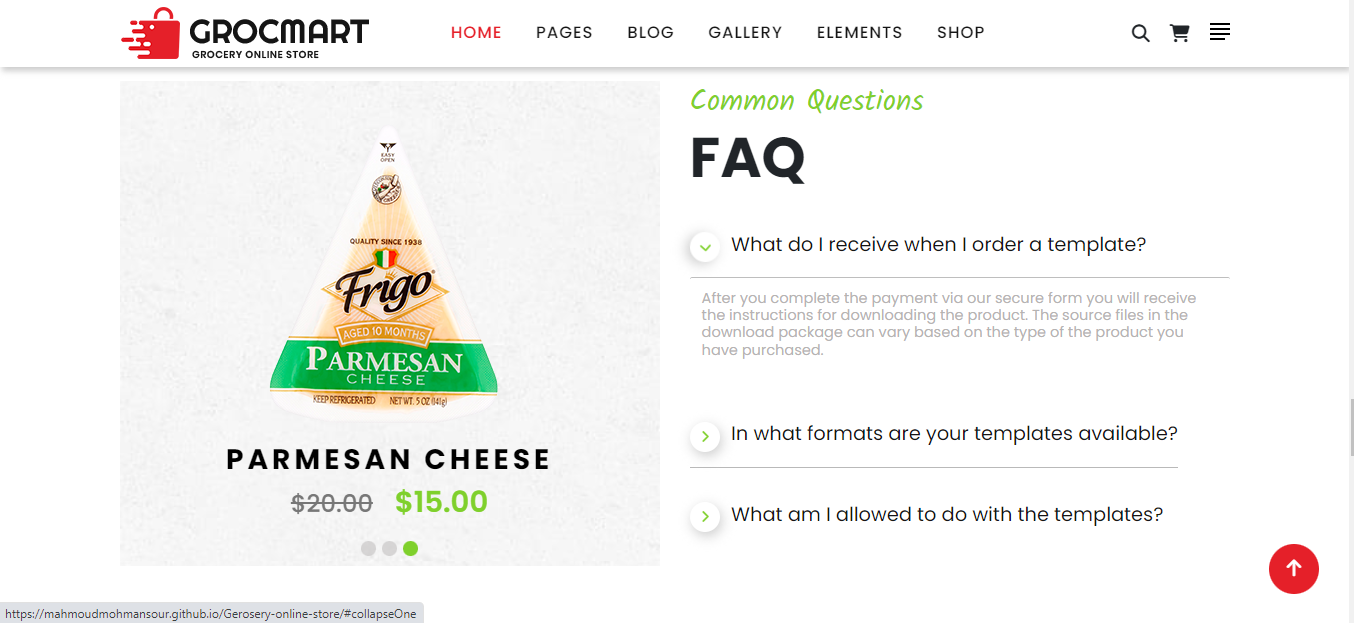 GROCMART
GROCERY ONLINE STORE
HOME PAGES BLOG GALLERY ELEMENTS SHOP
EASY
OPEN
QUALITY SINCE 1938
Frigo
AGED 10 MONTHS
PARMESAN
CHEESE
KEEP REFRIGERATED NET WT. 5 OZ (141g)
PARMESAN CHEESE
$20.00 $15.00
Common Questions
FAQ
What do I receive when I order a template?
After you complete the payment via our secure form you will receive
the instructions for downloading the product. The source files in the
download package can vary based on the type of the product you
have purchased.
In what formats are your templates available?
What am I allowed to do with the templates?
https://mahmoudmohmansour.github.io/Gerosery-online-store/#collapseOne